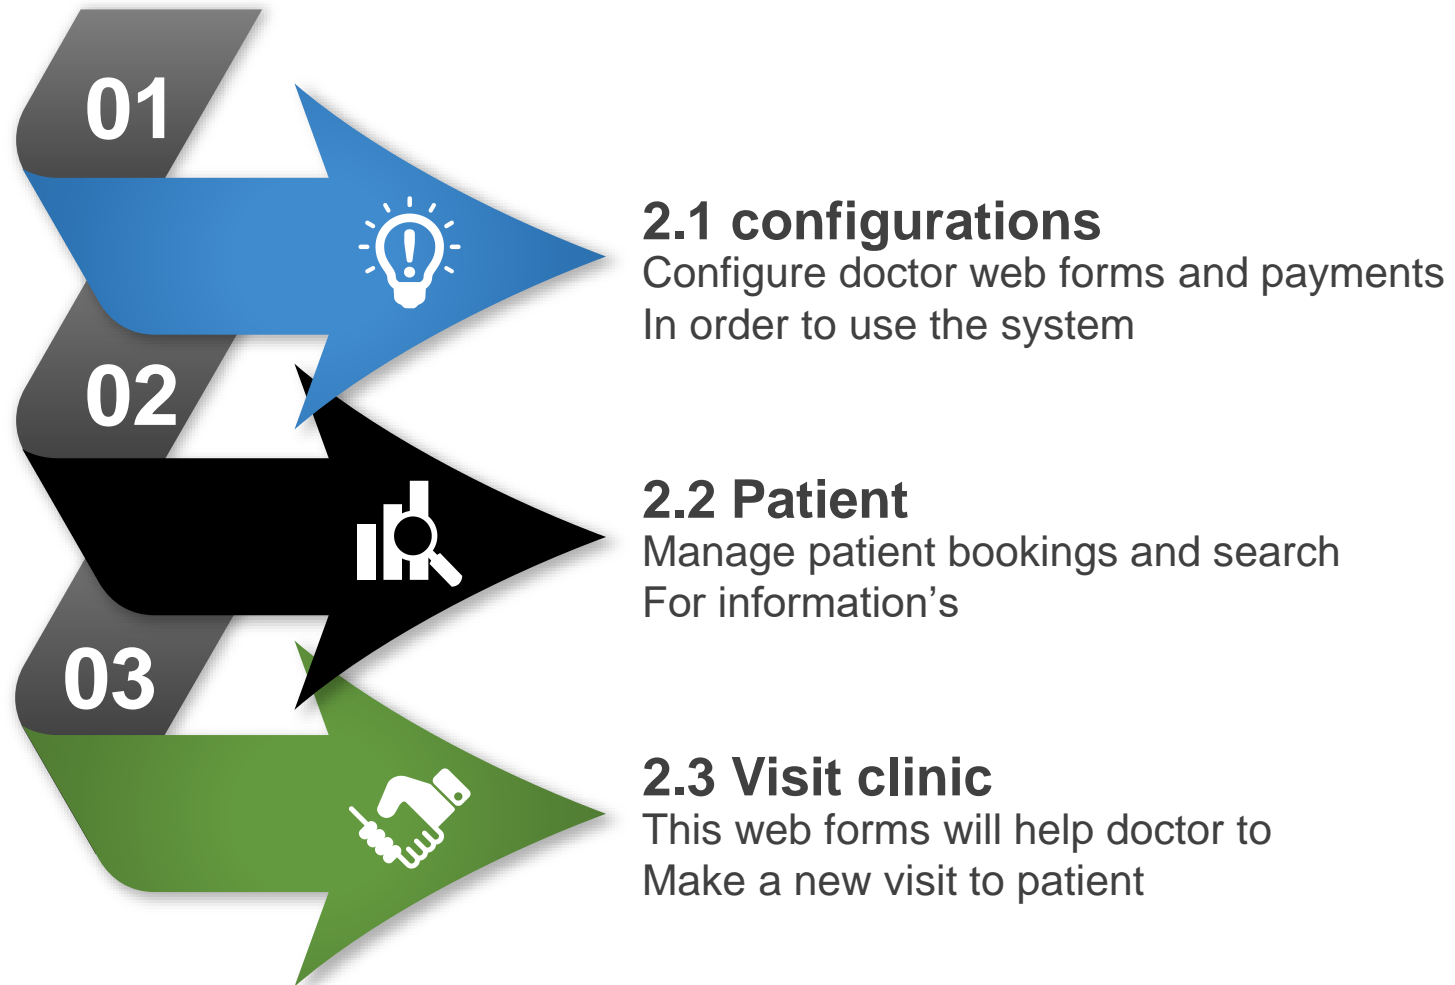 01
2.1 configurations
Configure doctor web forms and payments
In order to use the system
02
2.2 Patient
Manage patient bookings and search
For information’s
03
2.3 Visit clinic
This web forms will help doctor to
Make a new visit to patient